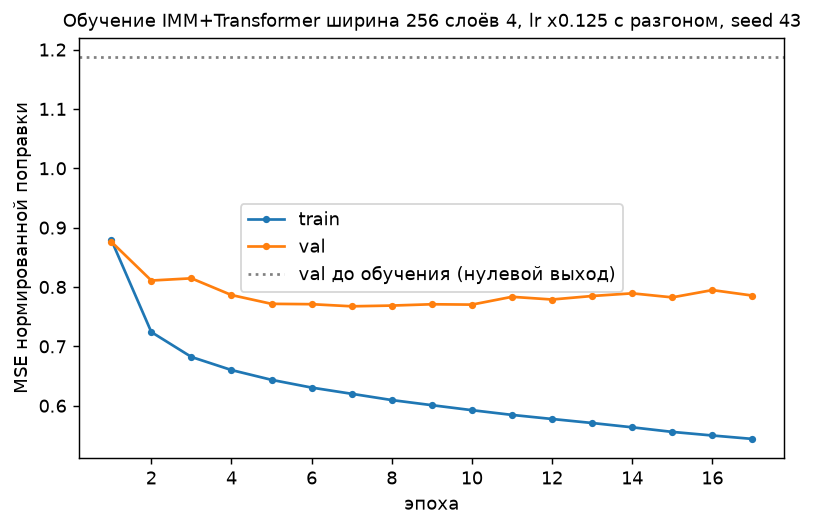 Обучение IMM+Transformer ширина 256 слоёв 4, lr x0.125 с разгоном, seed 43
MSE нормированной поправки
1.2
1.1
1.0
0.9
0.8
0.7
0.6
train
val
val до обучения (нулевой выход)
2 4 6 8 10 12 14 16
эпоха